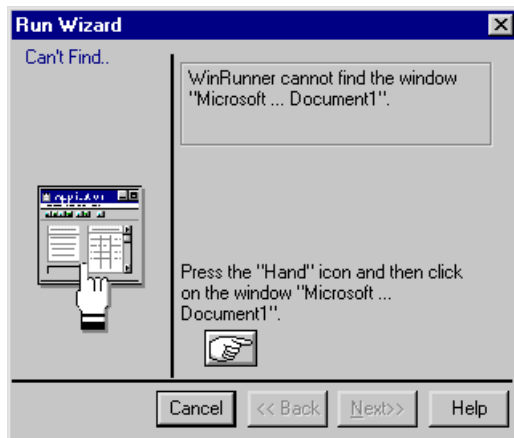 Run Wizard
Can't Find..
WinRunner cannot find the window
"Microsoft ... Document1".
Press the "Hand" icon and then click
on the window "Microsoft ...
Document1".
Cancel
<< Back
Next>>
Help